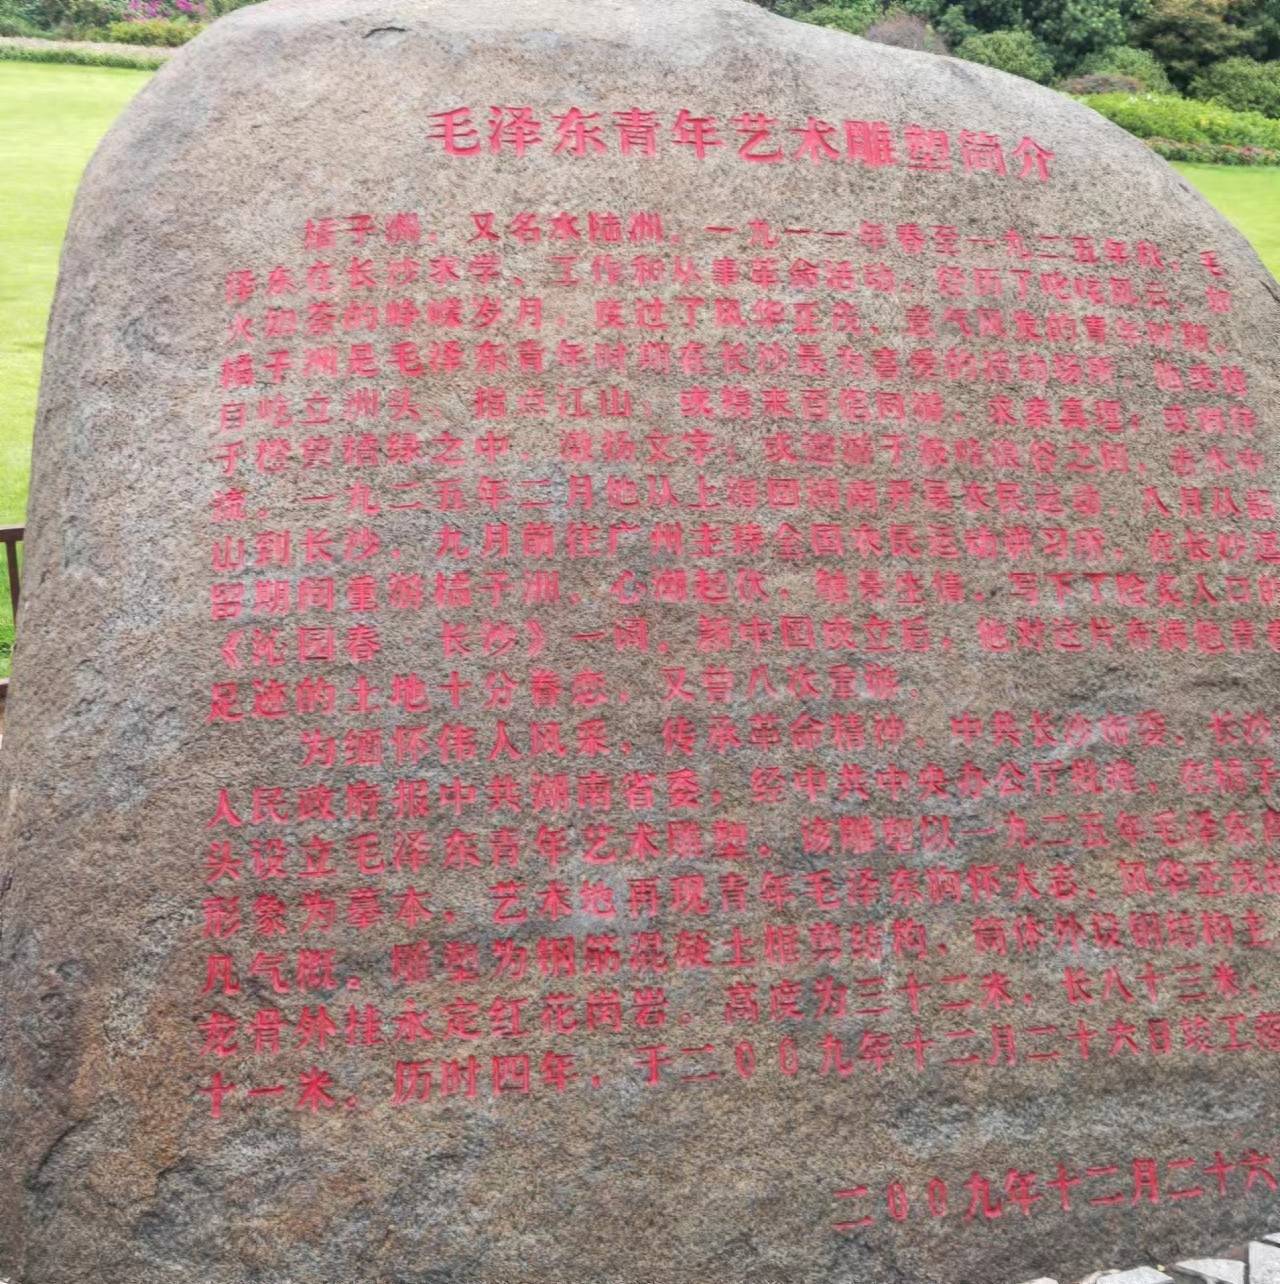 毛泽东青年艺术雕塑简介
橘子洲，又名水陆洲。一九一一年春至一九二五年秋，毛
泽东在长沙求学、工作和从事革命活动，经历了叱咤风云、如
火如荼的峥嵘岁月，度过了风华正茂、意气风发的青年时期。
橘子洲是毛泽东青年时期在长沙最为喜爱的活动场所，他或独
自屹立洲头，指点江山；或携来百侣同游，求索真理；或徜徉
于橙黄橘绿之中，激扬文字；或遨游于 之间，击水中
流。一九二五年二月他从上海回湖南开展农民运动，八月从韶
山到长沙，九月前往广州主持全国农民运动讲习所，在长沙逗
留期间重游橘子洲，心潮起伏，触景生情，写下了脍炙人口的
《沁园春 长沙》一词。新中国成立后，他对这片布满他青春
足迹的土地十分眷恋，又曾八次重游。
为缅怀伟人风采，传承革命精神，中共长沙市委、长沙
人民政府报中共湖南省委，经中共中央办公厅批准，在橘子
头设立毛泽东青年艺术雕塑。该雕塑以一九二五年毛泽东
形象为摹本，艺术地再现青年毛泽东胸怀大志、风华正茂的
凡气概。雕塑为钢筋混凝土框剪结构，简体外设钢结构主
龙骨外挂永定红花岗岩。高度为三十二米，长八十三米，
十一米。历时四年，于二00九年十二月二十六日竣工
二00九年十二月二十六